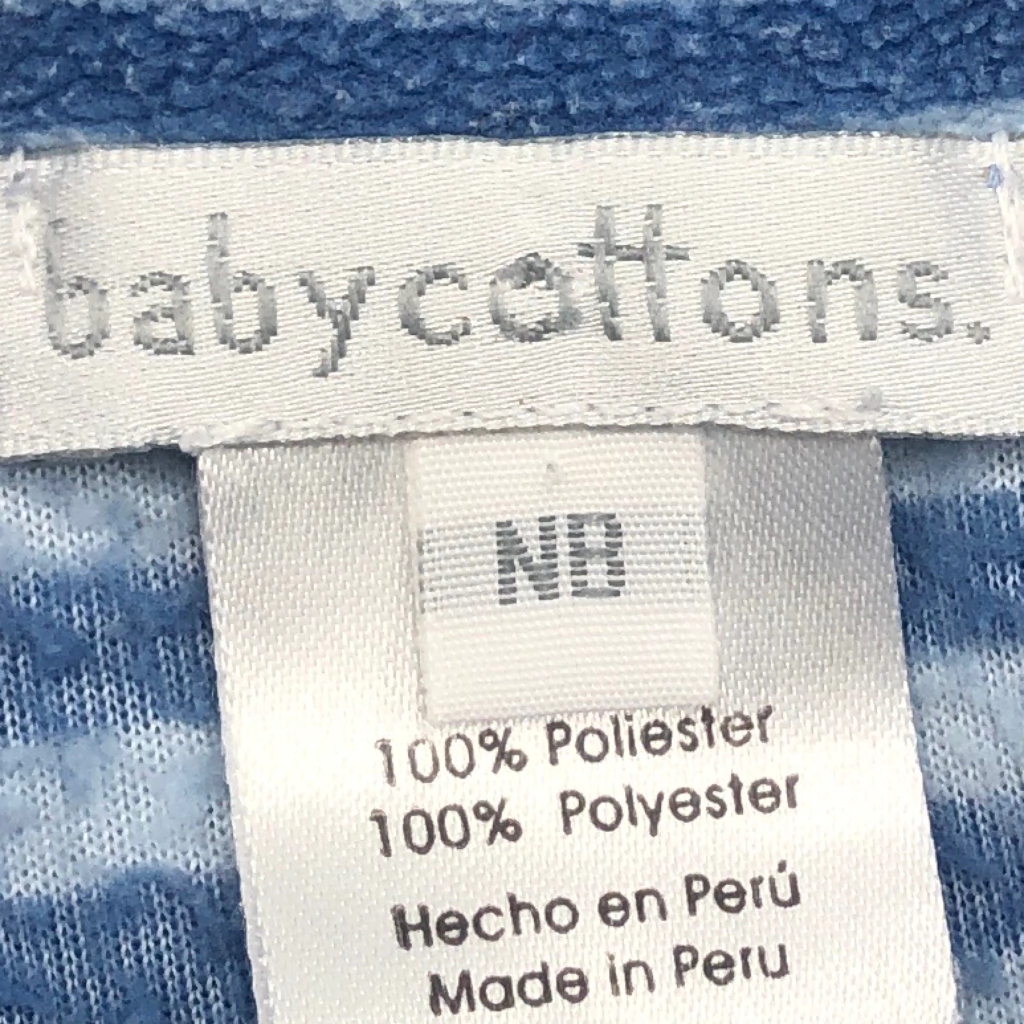 babycottons.
NB
100% Poliester
100% Polyester
Hecho en Perú
Made in Peru